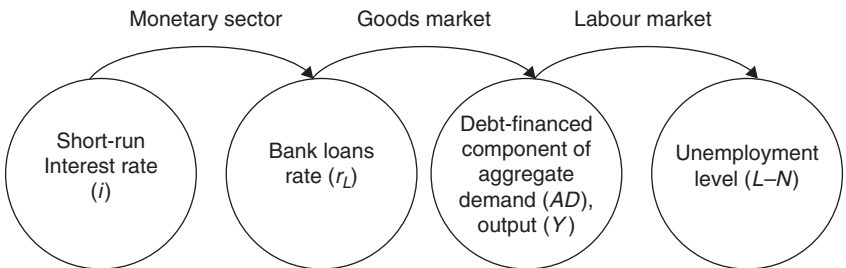 Monetary sector
Goods market
Labour market
Short-run
Interest rate
(i)
Bank loans
rate (r_L)
Debt-financed
component of
aggregate
demand (AD),
output (Y)
Unemployment
level (L–N)